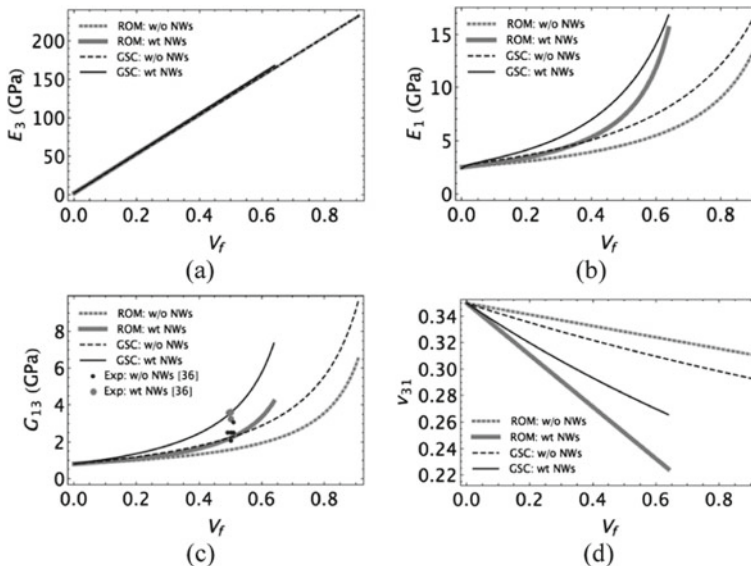 200
150
100
50
0
E₃ (GPa)
ROM: w/o NWs
ROM: wt NWs
GSC: w/o NWs
GSC: wt NWs
0.0 0.2 0.4 0.6 0.8
V_f
(a)
15
10
5
0
E₁ (GPa)
ROM: w/o NWs
ROM: wt NWs
GSC: w/o NWs
GSC: wt NWs
0.0 0.2 0.4 0.6 0.8
V_f
(b)
8
6
4
2
0
G₁₃ (GPa)
ROM: w/o NWs
ROM: wt NWs
GSC: w/o NWs
GSC: wt NWs
Exp: w/o NWs [36]
Exp: wt NWs [36]
0.0 0.2 0.4 0.6 0.8
V_f
(c)
0.34
0.32
0.30
0.28
0.26
0.24
0.22
ν₃₁
ROM: w/o NWs
ROM: wt NWs
GSC: w/o NWs
GSC: wt NWs
0.0 0.2 0.4 0.6 0.8
V_f
(d)